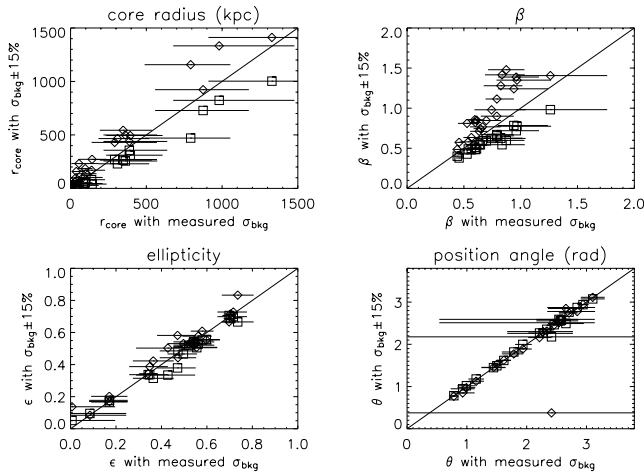 core radius (kpc)
1500
1000
500
0
r_core with σ_bkg±15%
0 500 1000 1500
r_core with measured σ_bkg
β
2.0
1.5
1.0
0.5
0.0
β with σ_bkg±15%
0.0 0.5 1.0 1.5 2.0
β with measured σ_bkg
ellipticity
1.0
0.8
0.6
0.4
0.2
0.0
ϵ with σ_bkg±15%
0.0 0.2 0.4 0.6 0.8 1.0
ϵ with measured σ_bkg
position angle (rad)
3
2
1
0
θ with σ_bkg±15%
0 1 2 3
θ with measured σ_bkg